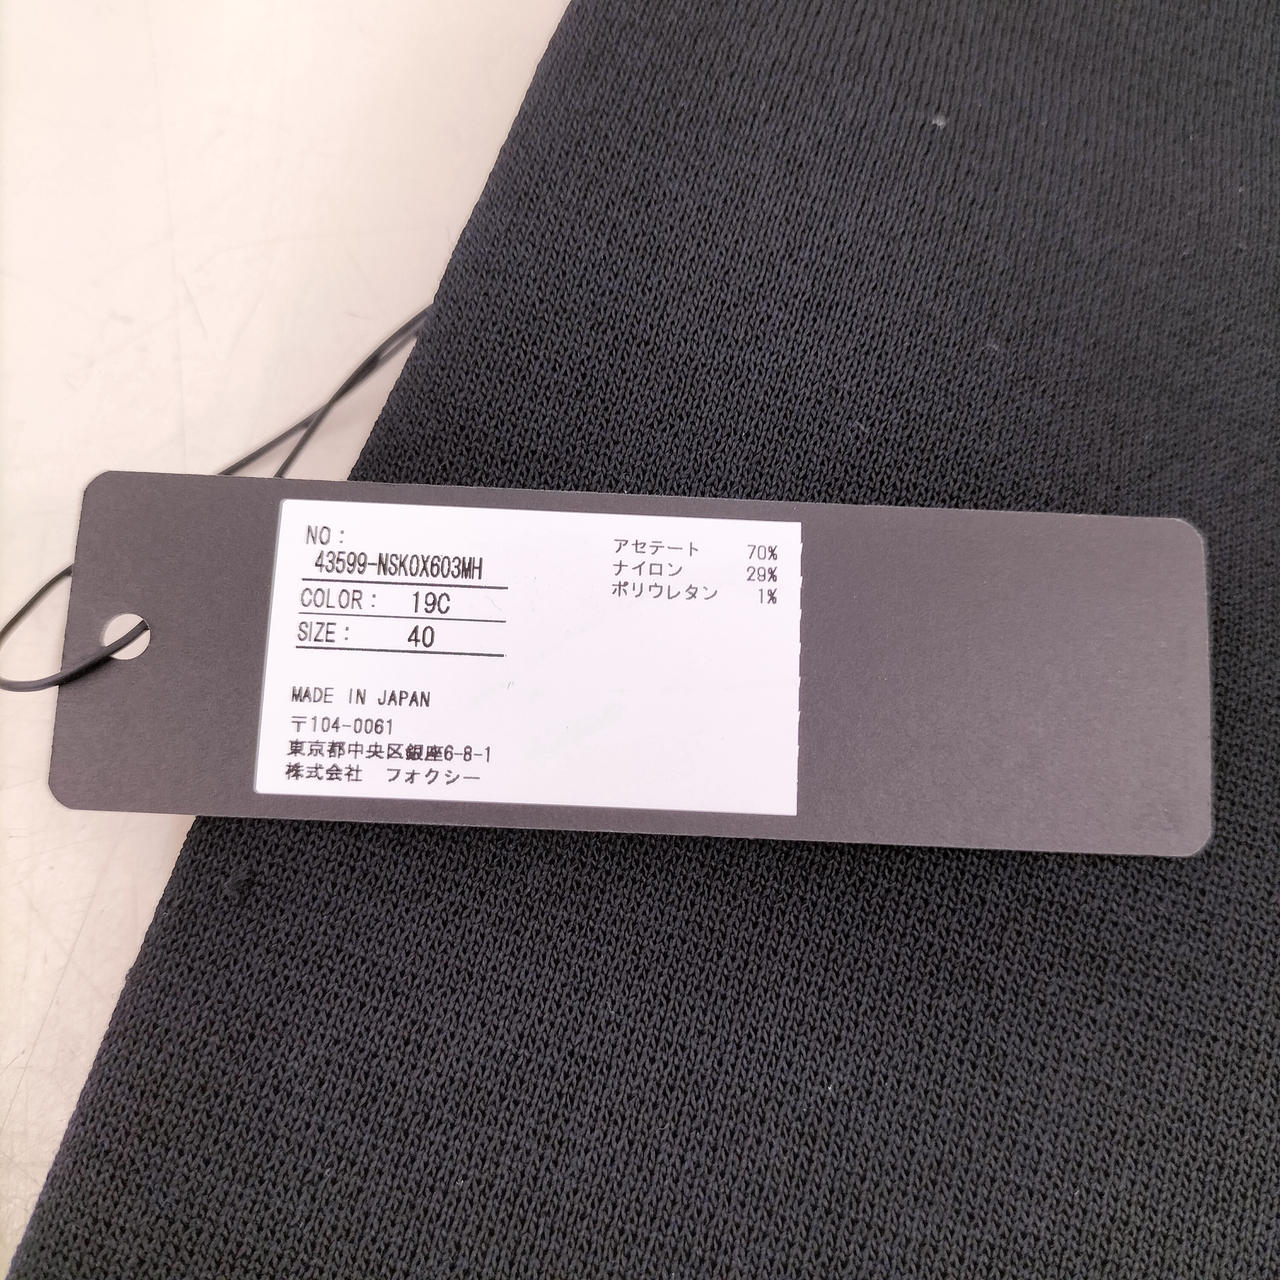 NO:
43599-NSK0X603MH
COLOR: 19C
SIZE: 40
アセテート 70%
ナイロン 29%
ポリウレタン 1%
MADE IN JAPAN
〒104-0061
東京都中央区銀座6-8-1
株式会社 フォクシー